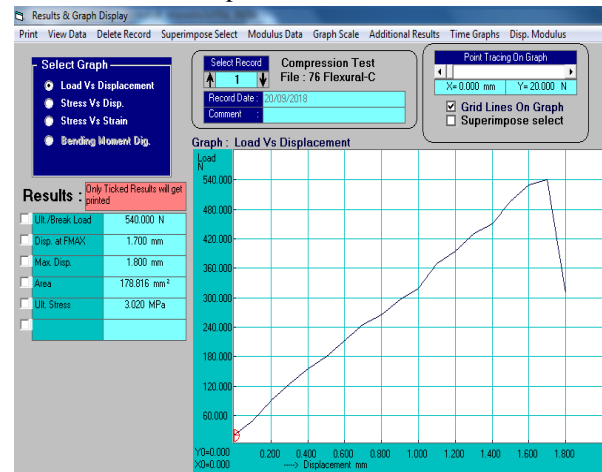 Results & Graph Display
Print View Data Delete Record Superimpose Select Modulus Data Graph Scale Additional Results Time Graphs Disp. Modulus
Select Graph
Load Vs Displacement
Stress Vs Disp.
Stress Vs Strain
Bending Moment Dig.
Select Record
1
Compression Test
File : 76 Flexural-C
Record Date : 20/09/2018
Comment :
Point Tracing On Graph
X= 0.000 mm Y= 20.000 N
Grid Lines On Graph
Superimpose select
Results :
Only Ticked Results will get
printed
Ult./Break Load 540.000 N
Disp. at FMAX 1.700 mm
Max. Disp. 1.800 mm
Area 178.816 mm²
Ult. Stress 3.020 MPa
Graph : Load Vs Displacement
Load
N
540.000
480.000
420.000
360.000
300.000
240.000
180.000
120.000
60.000
Y0=0.000
X0=0.000
0.200 0.400 0.600 0.800 1.000 1.200 1.400 1.600 1.800
----> Displacement mm